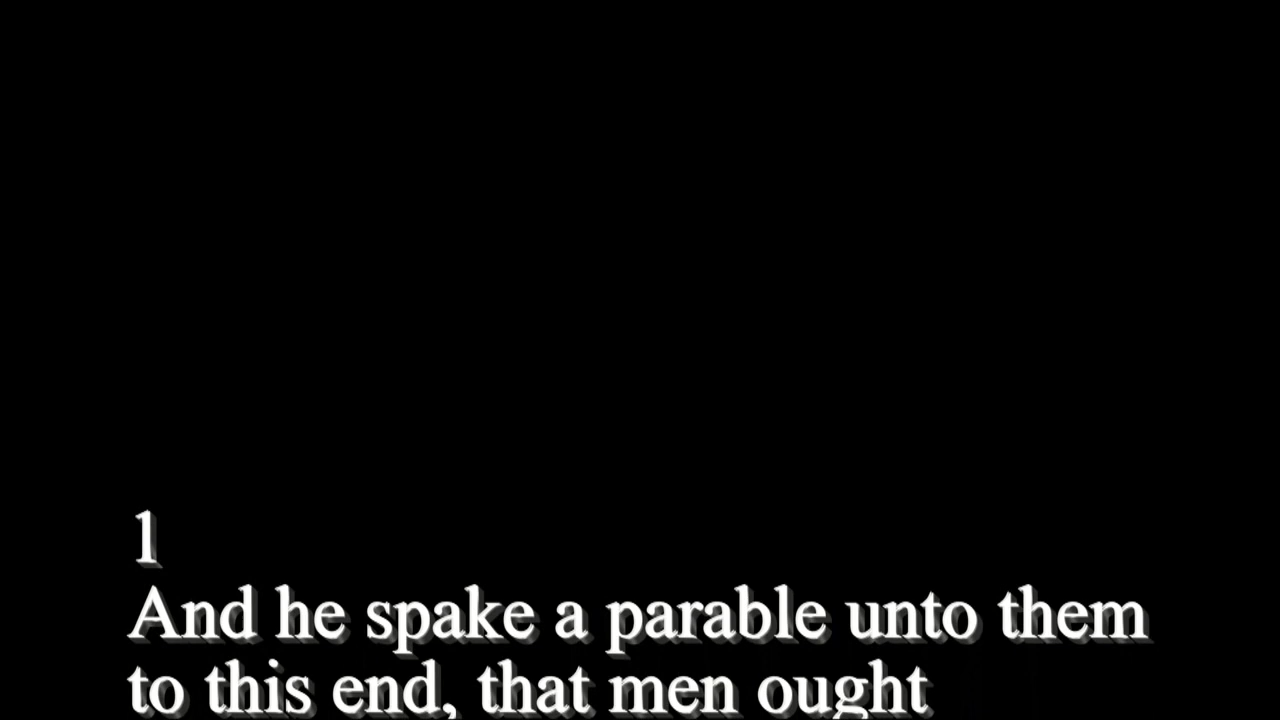 1
And he spake a parable unto them
to this end, that men ought